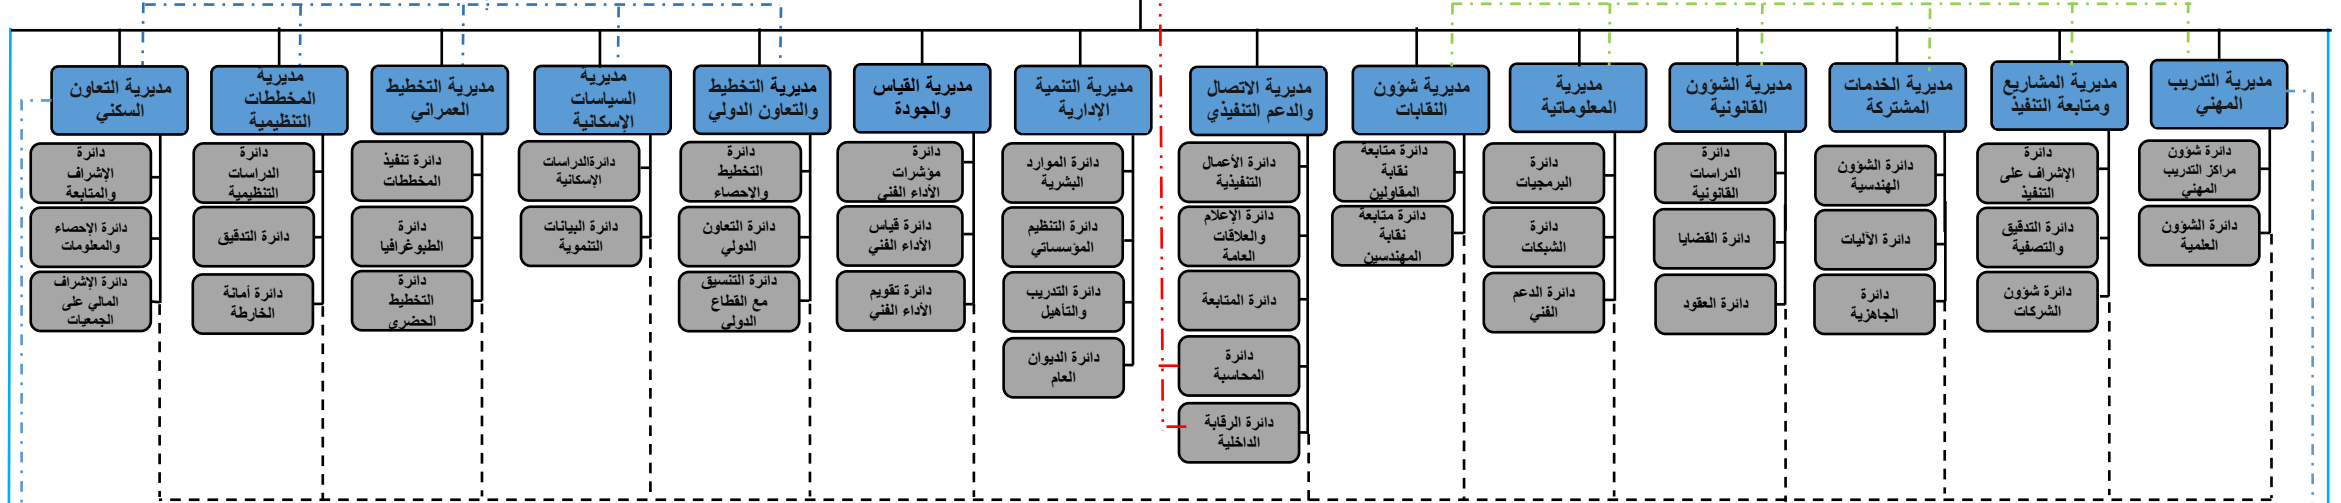 مديرية التدريب
المهني
دائرة شؤون
مراكز التدريب
المهني
دائرة الشؤون
العلمية
مديرية المشاريع
ومتابعة التنفيذ
دائرة
الإشراف على
التنفيذ
دائرة التدقيق
والتصفية
دائرة شؤون
الشركات
مديرية الخدمات
المشتركة
دائرة الشؤون
الهندسية
دائرة الآليات
دائرة
الجاهزية
مديرية الشؤون
القانونية
دائرة
الدراسات
القانونية
دائرة القضايا
دائرة العقود
مديرية
المعلوماتية
دائرة
البرمجيات
دائرة
الشبكات
دائرة الدعم
الفني
مديرية شؤون
النقابات
دائرة متابعة
نقابة
المقاولين
دائرة متابعة
نقابة
المهندسين
مديرية الاتصال
والدعم التنفيذي
دائرة الأعمال
التنفيذية
دائرة الإعلام
والعلاقات
العامة
دائرة المتابعة
دائرة
المحاسبة
دائرة الرقابة
الداخلية
مديرية التنمية
الإدارية
دائرة الموارد
البشرية
دائرة التنظيم
المؤسساتي
دائرة التدريب
والتأهيل
دائرة الديوان
العام
مديرية القياس
والجودة
دائرة
مؤشرات
الأداء الفني
دائرة قياس
الأداء الفني
دائرة تقويم
الأداء الفني
مديرية التخطيط
والتعاون الدولي
دائرة
التخطيط
والاحصاء
دائرة التعاون
الدولي
دائرة التنسيق
مع القطاع
الدولي
مديرية
السياسات
الإسكانية
دائرةالدراسات
الإسكانية
دائرة البيانات
التنموية
مديرية التخطيط
العمراني
دائرة تنفيذ
المخططات
دائرة
الطبوغرافيا
دائرة
التخطيط
الحضري
مديرية
المخططات
التنظيمية
دائرة
الدراسات
التنظيمية
دائرة التدقيق
دائرة أمانة
الخارطة
مديرية التعاون
السكني
دائرة
الإشراف
والمتابعة
دائرة الإحصاء
والمعلومات
دائرة الإشراف
المالي على
الجمعيات